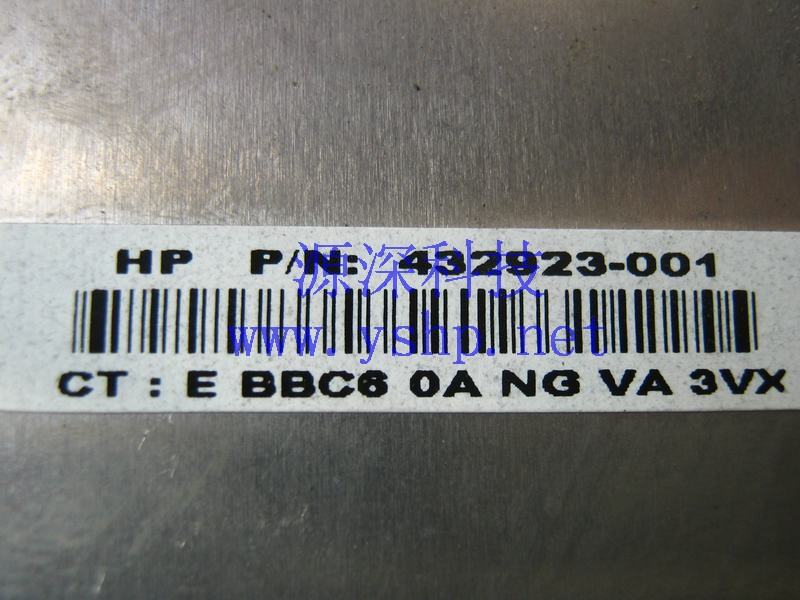 HP P/N: 432923-001
源深科技
www.yshp.net
CT : E BBC6 0A NG VA 3VX